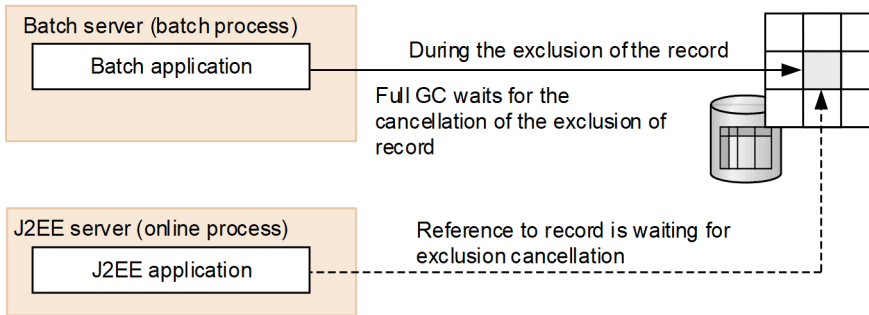 Batch server (batch process)
Batch application
During the exclusion of the record
Full GC waits for the
cancellation of the exclusion of
record
J2EE server (online process)
J2EE application
Reference to record is waiting for
exclusion cancellation